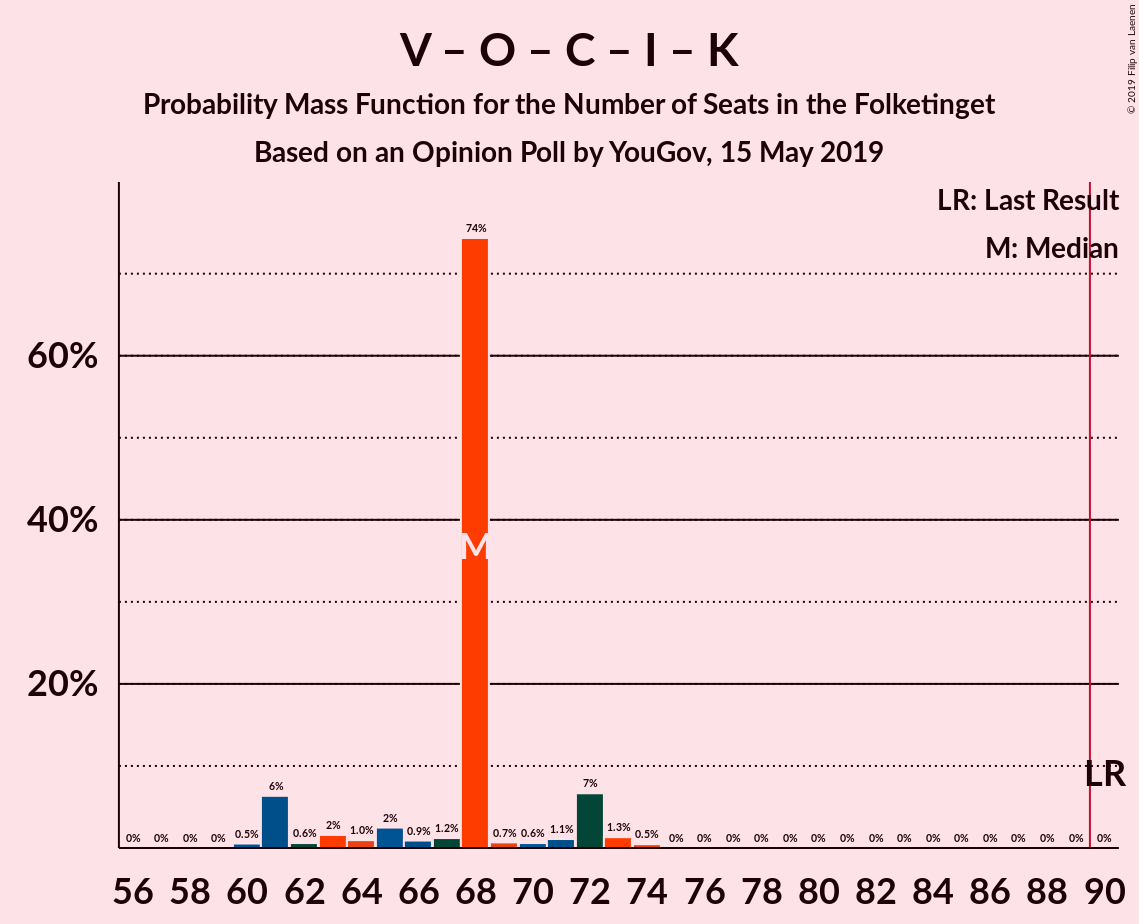 V – O – C – I – K
Probability Mass Function for the Number of Seats in the Folketinget
Based on an Opinion Poll by YouGov, 15 May 2019
© 2019 Filip van Laenen
LR: Last Result
M: Median
60%
40%
20%
74%
M
0% 0% 0% 0% 0.5% 6% 0.6% 2% 1.0% 2% 0.9% 1.2% 0.7% 0.6% 1.1% 7% 1.3% 0.5% 0% 0% 0% 0% 0% 0% 0% 0% 0% 0% 0% 0% 0% 0% 0% 0%
LR
56 58 60 62 64 66 68 70 72 74 76 78 80 82 84 86 88 90